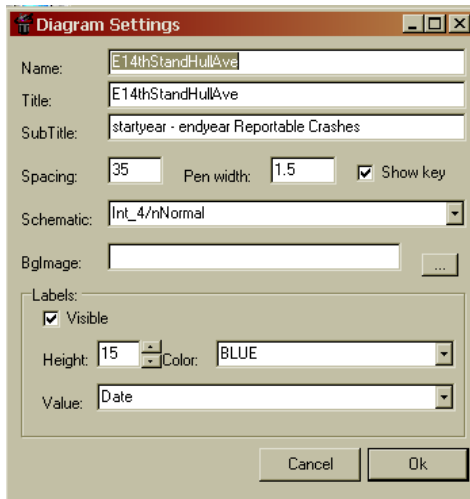 Diagram Settings
Name: E14thStandHullAve
Title: E14thStandHullAve
SubTitle: startyear - endyear Reportable Crashes
Spacing: 35 Pen width: 1.5 Show key
Schematic: Int_4/nNormal
BgImage: ...
Labels:
Visible
Height: 15 Color: BLUE
Value: Date
Cancel Ok